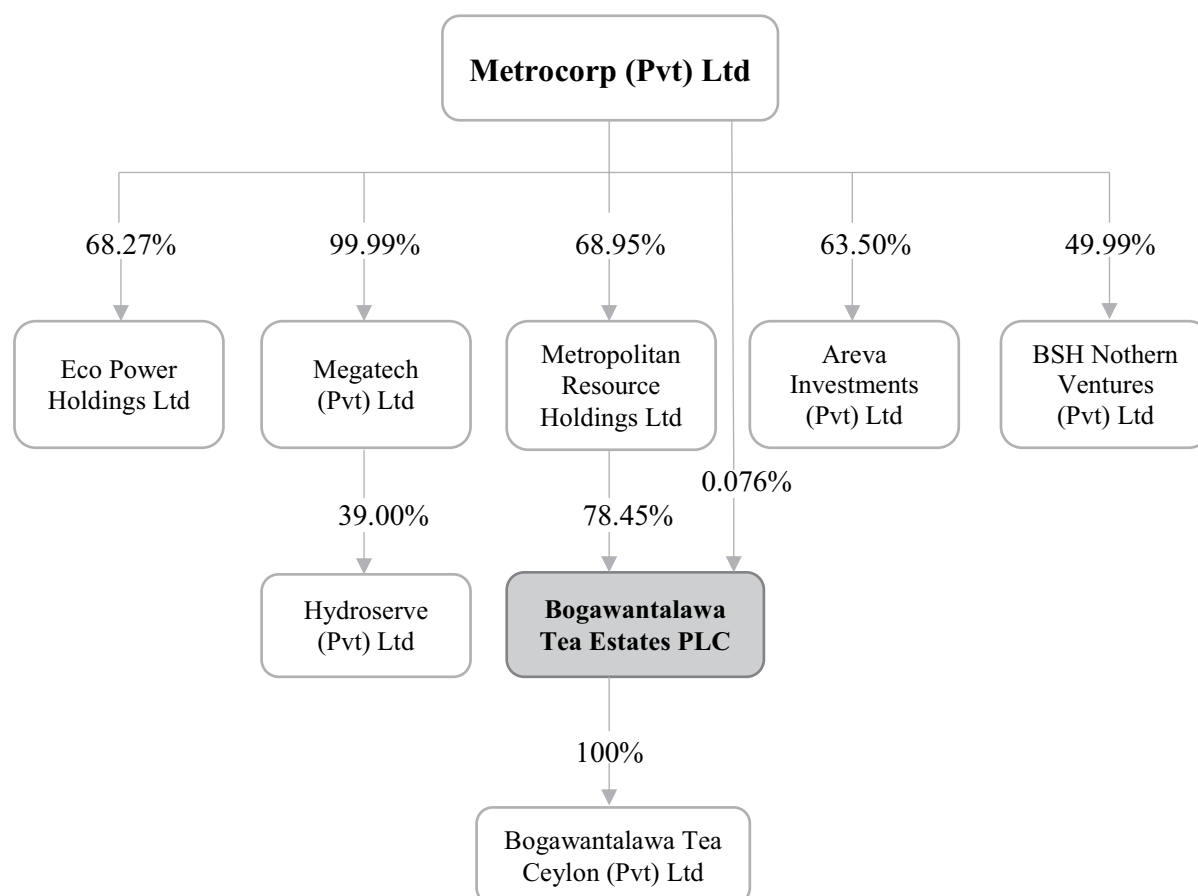 Metrocorp (Pvt) Ltd
68.27%
99.99%
68.95%
63.50%
49.99%
Eco Power
Holdings Ltd
Megatech
(Pvt) Ltd
Metropolitan
Resource
Holdings Ltd
Areva
Investments
(Pvt) Ltd
BSH Nothern
Ventures
(Pvt) Ltd
0.076%
39.00%
78.45%
Hydroserve
(Pvt) Ltd
Bogawantalawa
Tea Estates PLC
100%
Bogawantalawa Tea
Ceylon (Pvt) Ltd